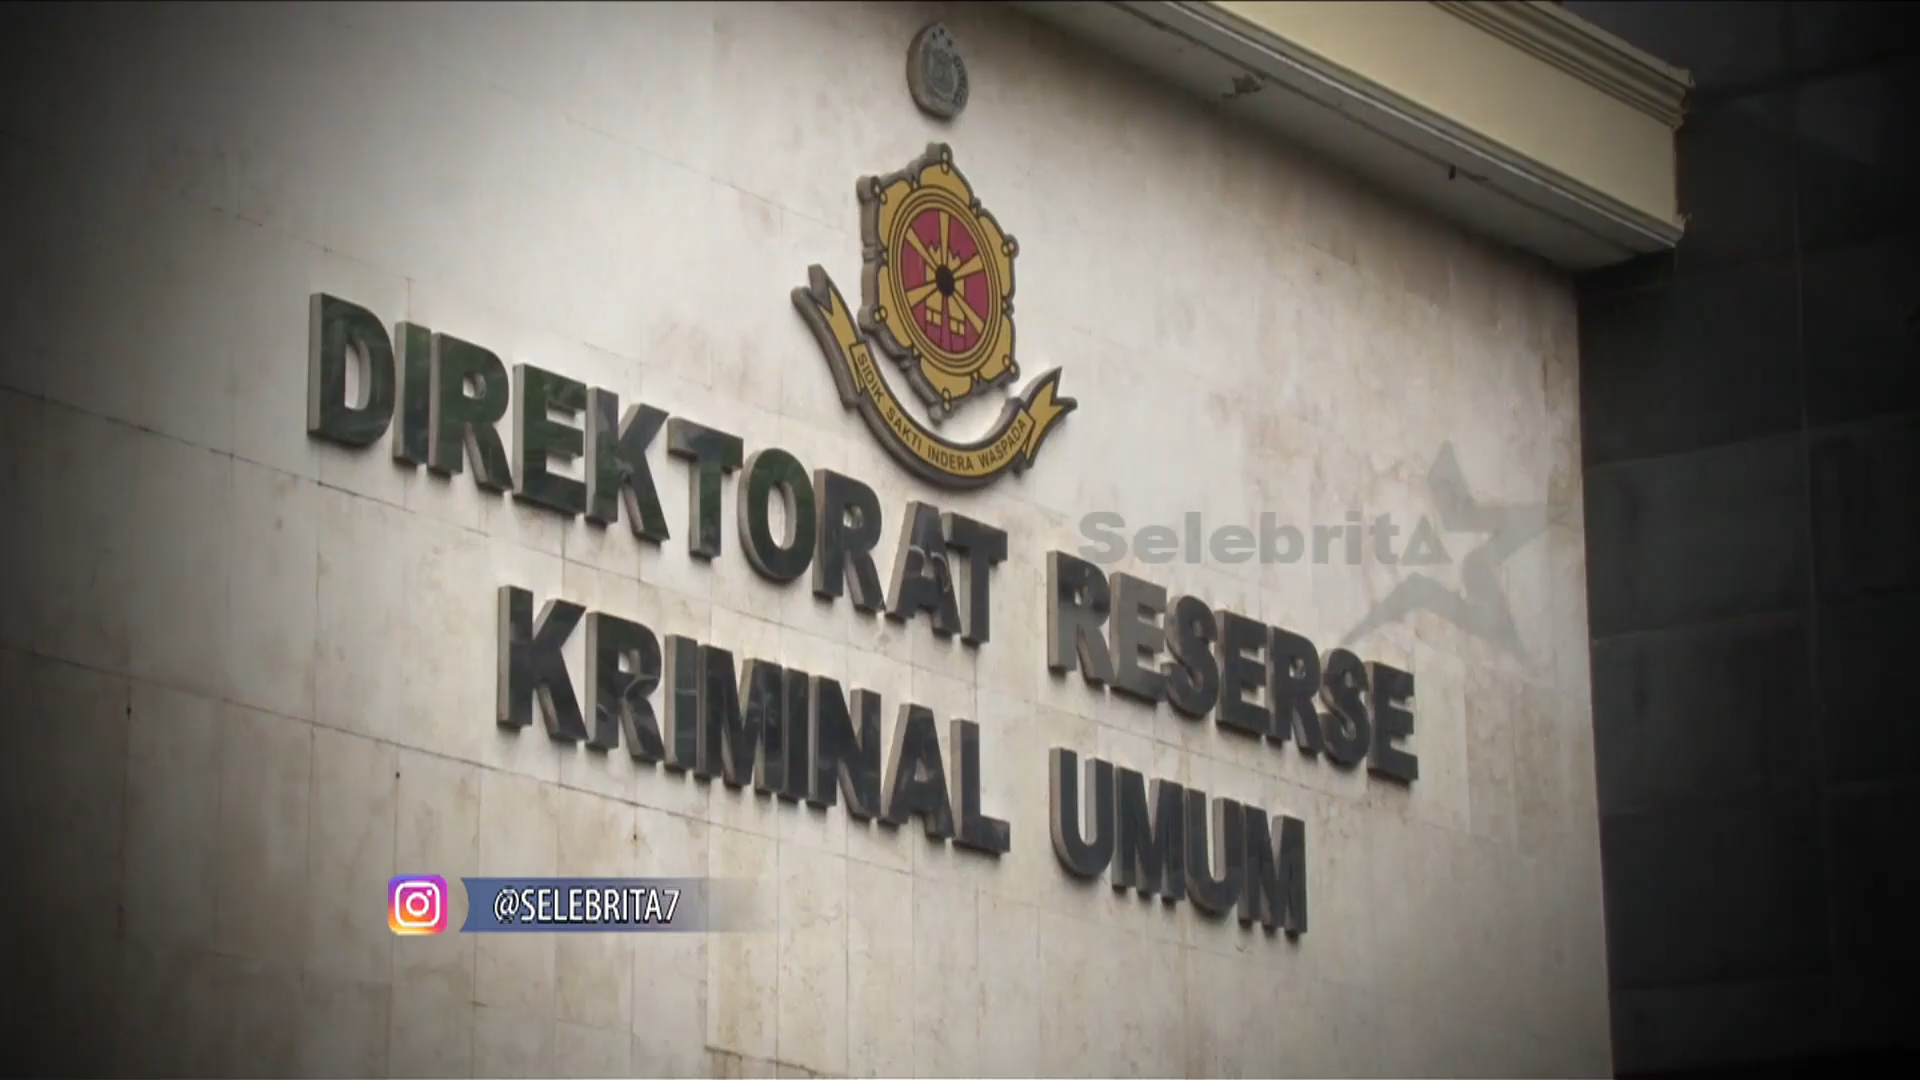 SIDIK SAKTI INDERA WASPADA
DIREKTORAT RESERSE
KRIMINAL UMUM
Selebrita
@SELEBRITA7